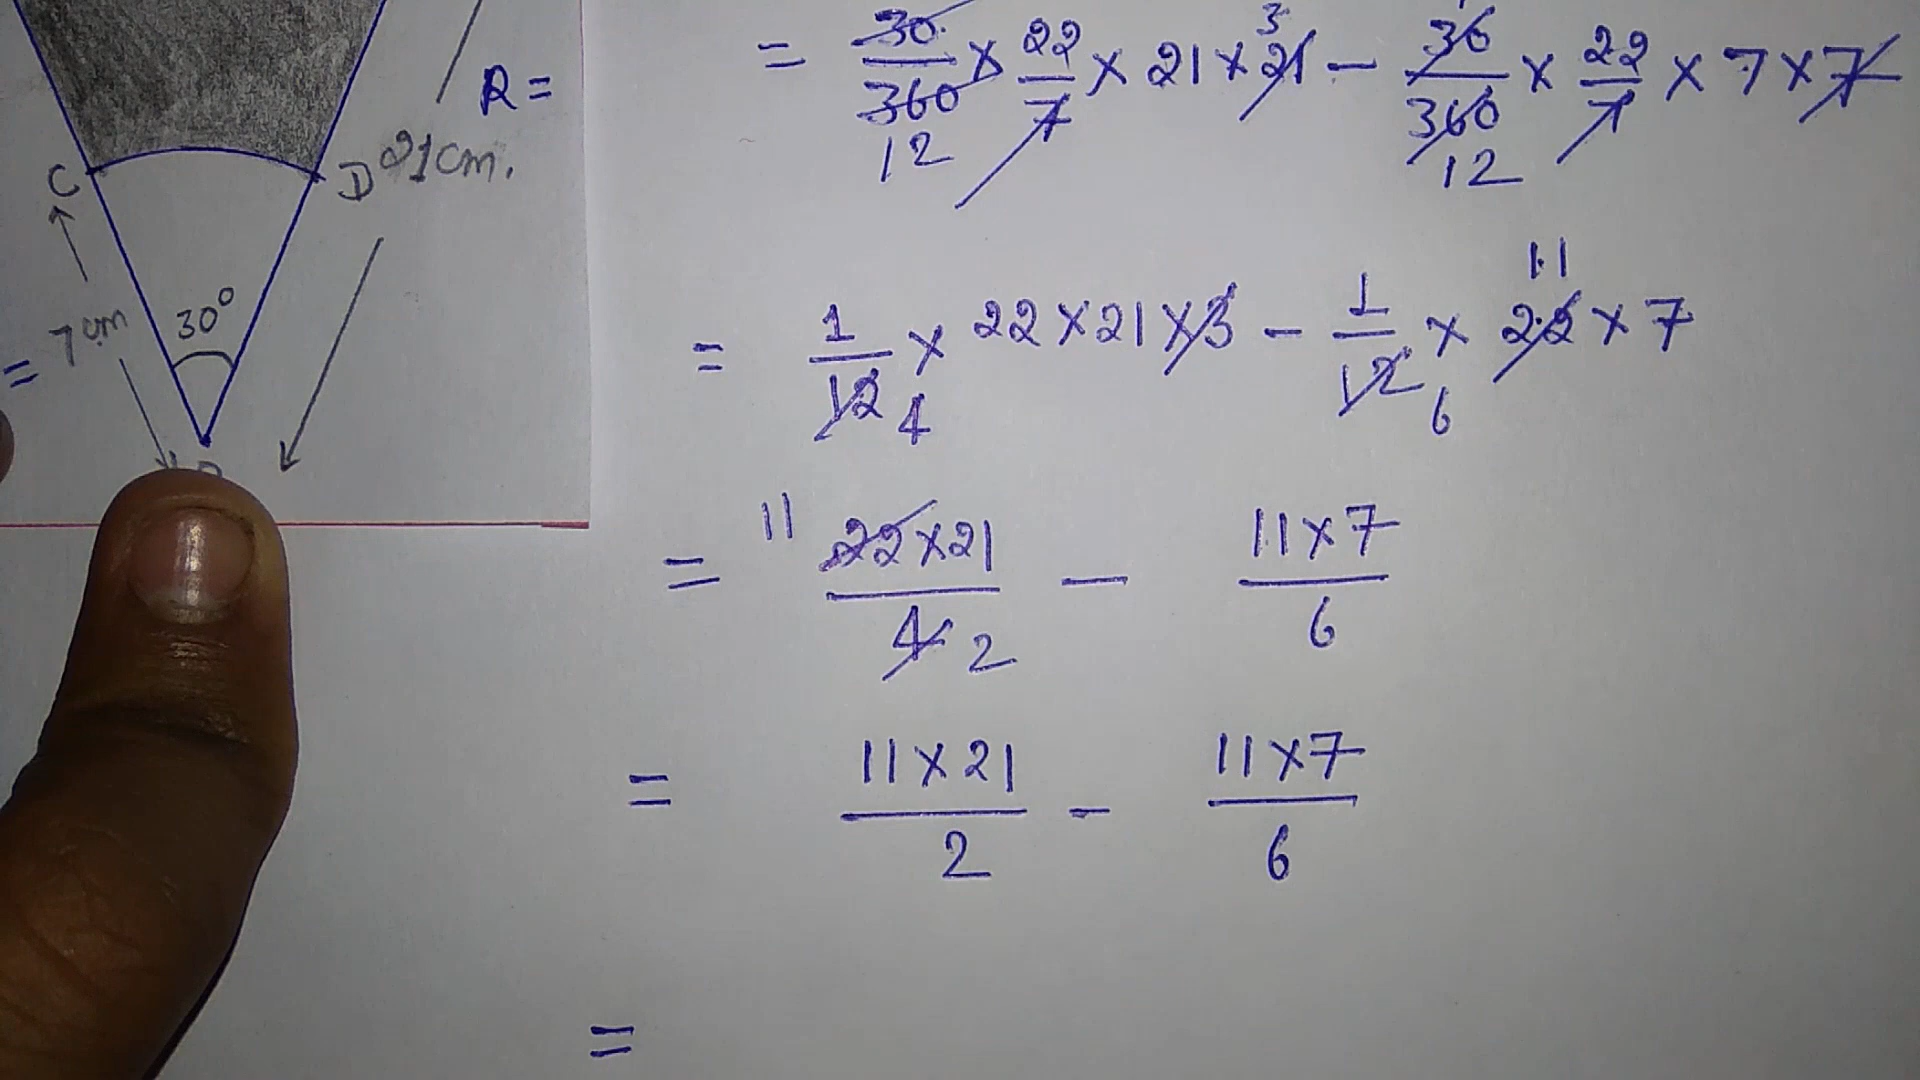 R =
C
D
21cm.
= 7cm
30°
= 30/360 × 22/7 × 21 × 21 - 30/360 × 22/7 × 7 × 7
3
12
12
11
= 1/12 × 22 × 21 × 3 - 1/12 × 22 × 7
4
6
11
= 22×21/4 - 11×7/6
2
= 11×21/2 - 11×7/6
=